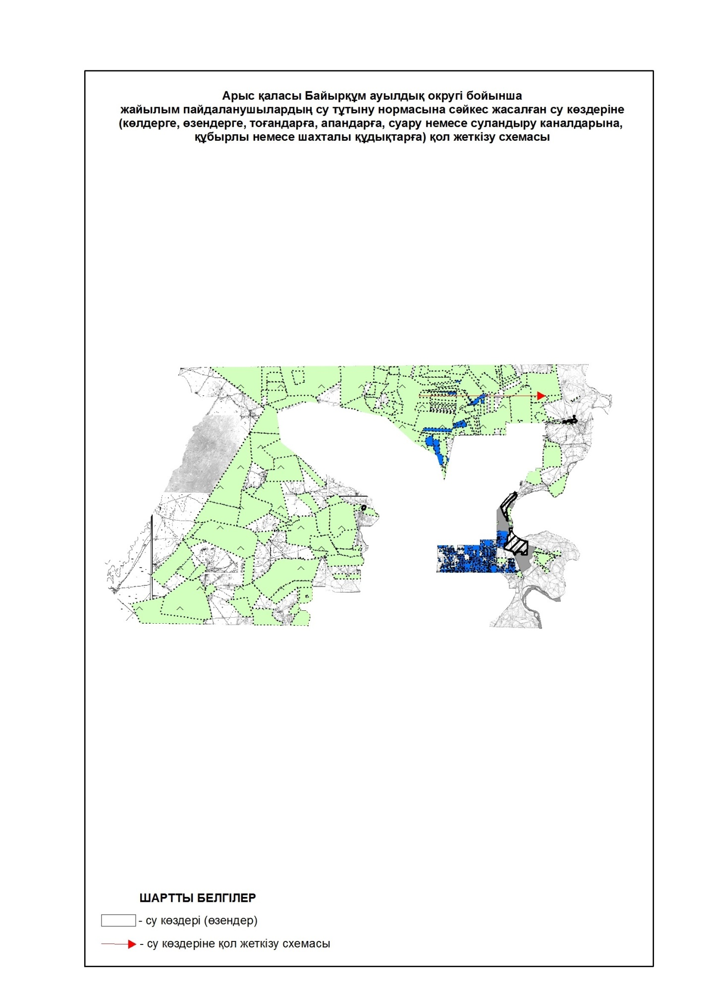 Арыс қаласы Байырқұм ауылдық округі бойынша
жайылым пайдаланушылардың су тұтыну нормасына сәйкес жасалған су көздеріне
(көлдерге, өзендерге, тоғандарға, апандарға, суару немесе суландыру каналдарына,
құбырлы немесе шахталы құдықтарға) қол жеткізу схемасы
ШАРТТЫ БЕЛГІЛЕР
- су көздері (өзендер)
- су көздеріне қол жеткізу схемасы